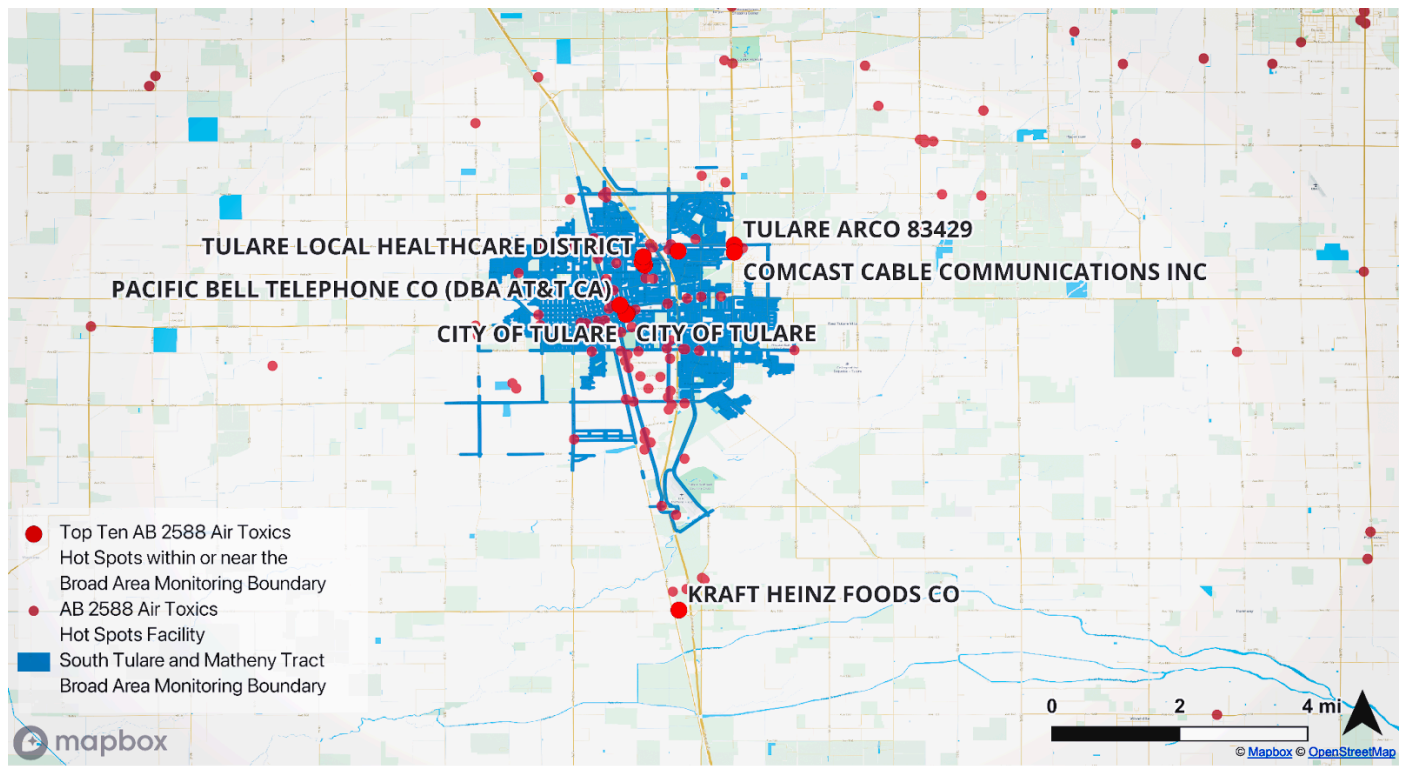 TULARE ARCO 83429
TULARE LOCAL HEALTHCARE DISTRICT
COMCAST CABLE COMMUNICATIONS INC
PACIFIC BELL TELEPHONE CO (DBA AT&T CA)
CITY OF TULARE
CITY OF TULARE
KRAFT HEINZ FOODS CO
Top Ten AB 2588 Air Toxics
Hot Spots within or near the
Broad Area Monitoring Boundary
AB 2588 Air Toxics
Hot Spots Facility
South Tulare and Matheny Tract
Broad Area Monitoring Boundary
0 2 4 mi
mapbox
© Mapbox © OpenStreetMap